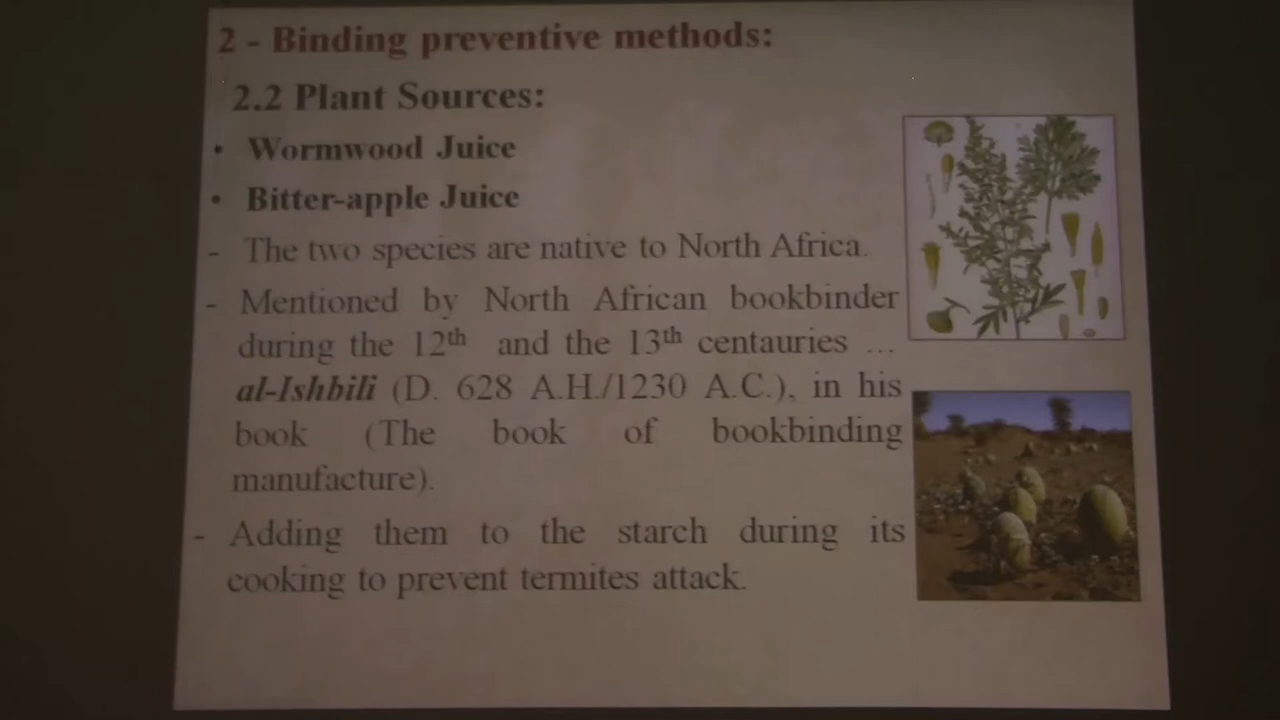 2 - Binding preventive methods:
2.2 Plant Sources:
• Wormwood Juice
• Bitter-apple Juice
- The two species are native to North Africa.
- Mentioned by North African bookbinder
during the 12th and the 13th centauries ...
al-Ishbili (D. 628 A.H./1230 A.C.), in his
book (The book of bookbinding
manufacture).
- Adding them to the starch during its
cooking to prevent termites attack.